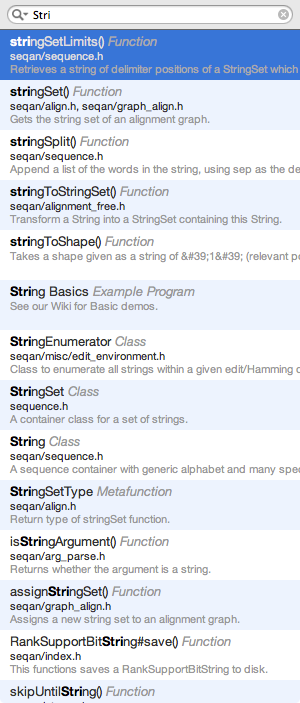 Stri
stringSetLimits() Function
seqan/sequence.h
Retrieves a string of delimiter positions of a StringSet which
stringSet() Function
seqan/align.h, seqan/graph_align.h
Gets the string set of an alignment graph.
stringSplit() Function
seqan/sequence.h
Append a list of the words in the string, using sep as the de
stringToStringSet() Function
seqan/alignment_free.h
Transform a String into a StringSet containing this String.
stringToShape() Function
Takes a shape given as a string of &#39;1&#39; (relevant po
String Basics Example Program
See our Wiki for Basic demos.
StringEnumerator Class
seqan/misc/edit_environment.h
Class to enumerate all strings within a given edit/Hamming d
StringSet Class
sequence.h
A container class for a set of strings.
String Class
seqan/sequence.h
A sequence container with generic alphabet and many spec
StringSetType Metafunction
seqan/align.h
Return type of stringSet function.
isStringArgument() Function
seqan/arg_parse.h
Returns whether the argument is a string.
assignStringSet() Function
seqan/graph_align.h
Assigns a new string set to an alignment graph.
RankSupportBitString#save() Function
seqan/index.h
This functions saves a RankSupportBitString to disk.
skipUntilString() Function